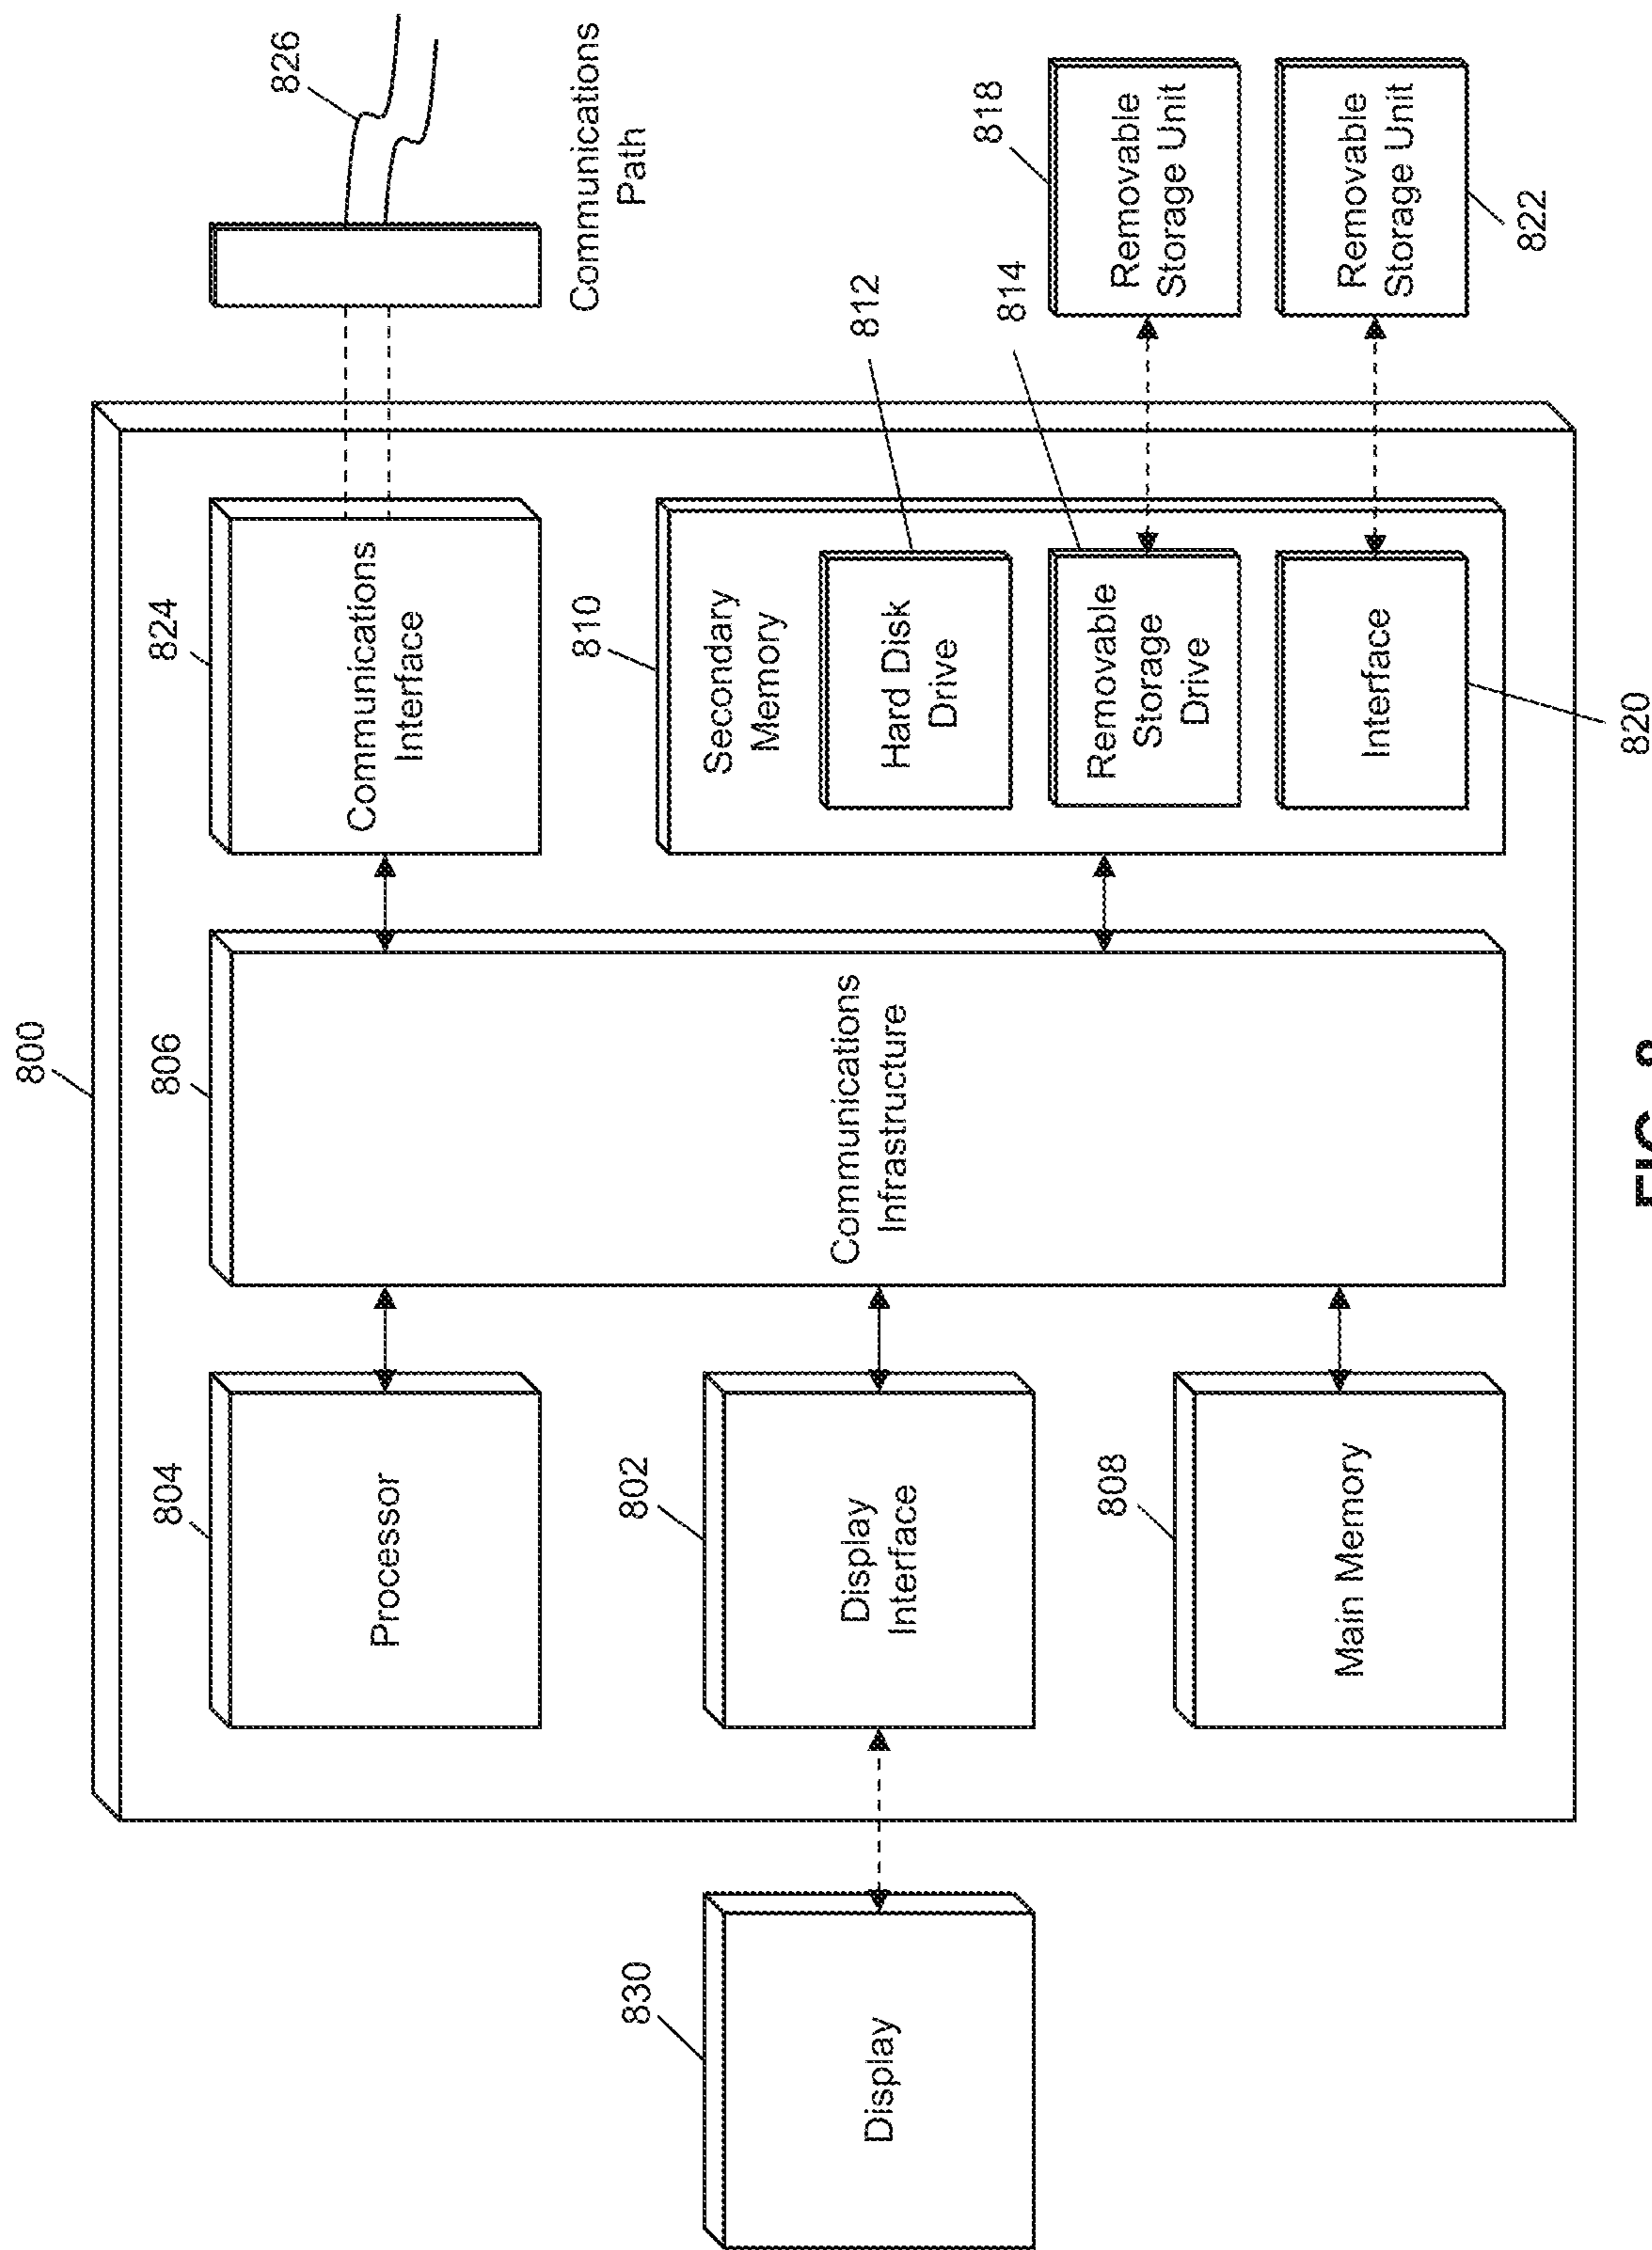 800
804
Processor
802
Display
Interface
808
Main Memory
830
Display
806
Communications
Infrastructure
824
Communications
Interface
810
Secondary
Memory
Hard Disk
Drive
812
Removable
Storage
Drive
814
Interface
820
826
Communications
Path
818
Removable
Storage Unit
Removable
Storage Unit
822
FIG. 8